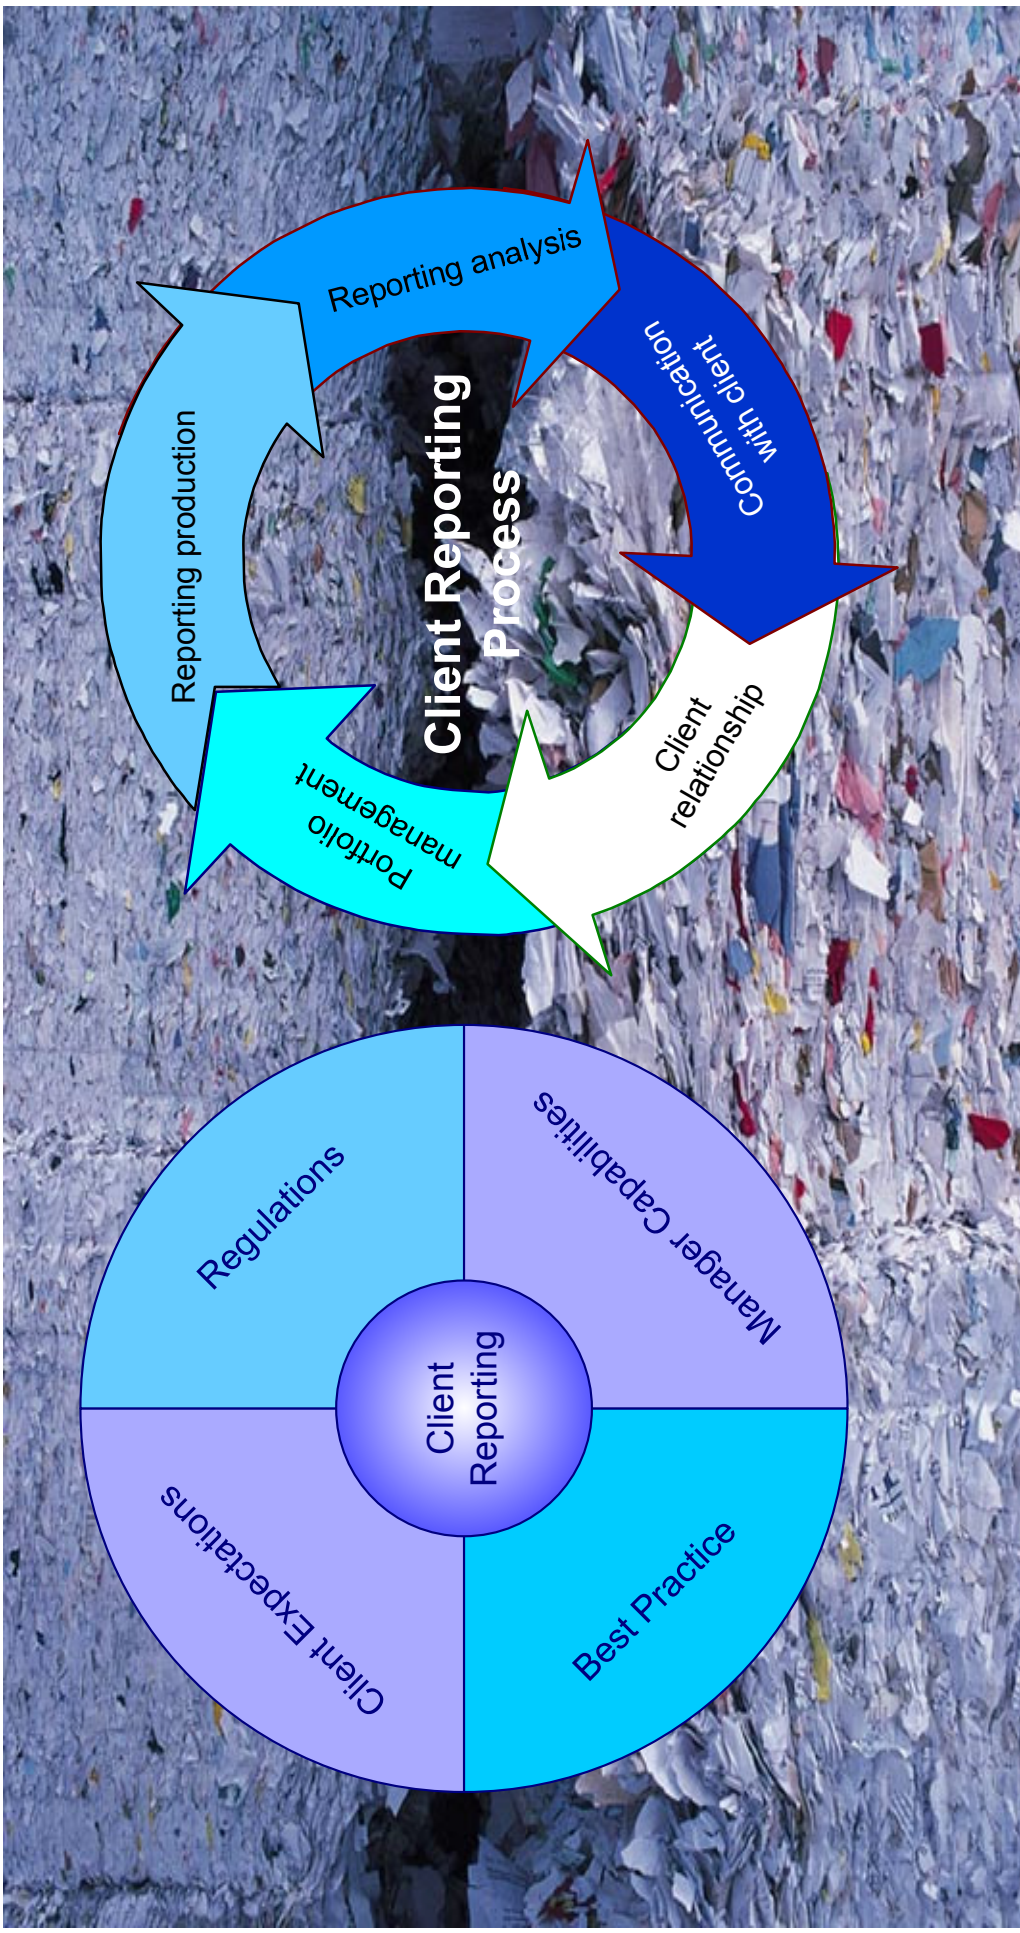 Client
Reporting
Regulations
Manager Capabilities
Best Practice
Client Expectations
Client Reporting
Process
Reporting production
Reporting analysis
Communication
with client
Client
relationship
Portfolio
management